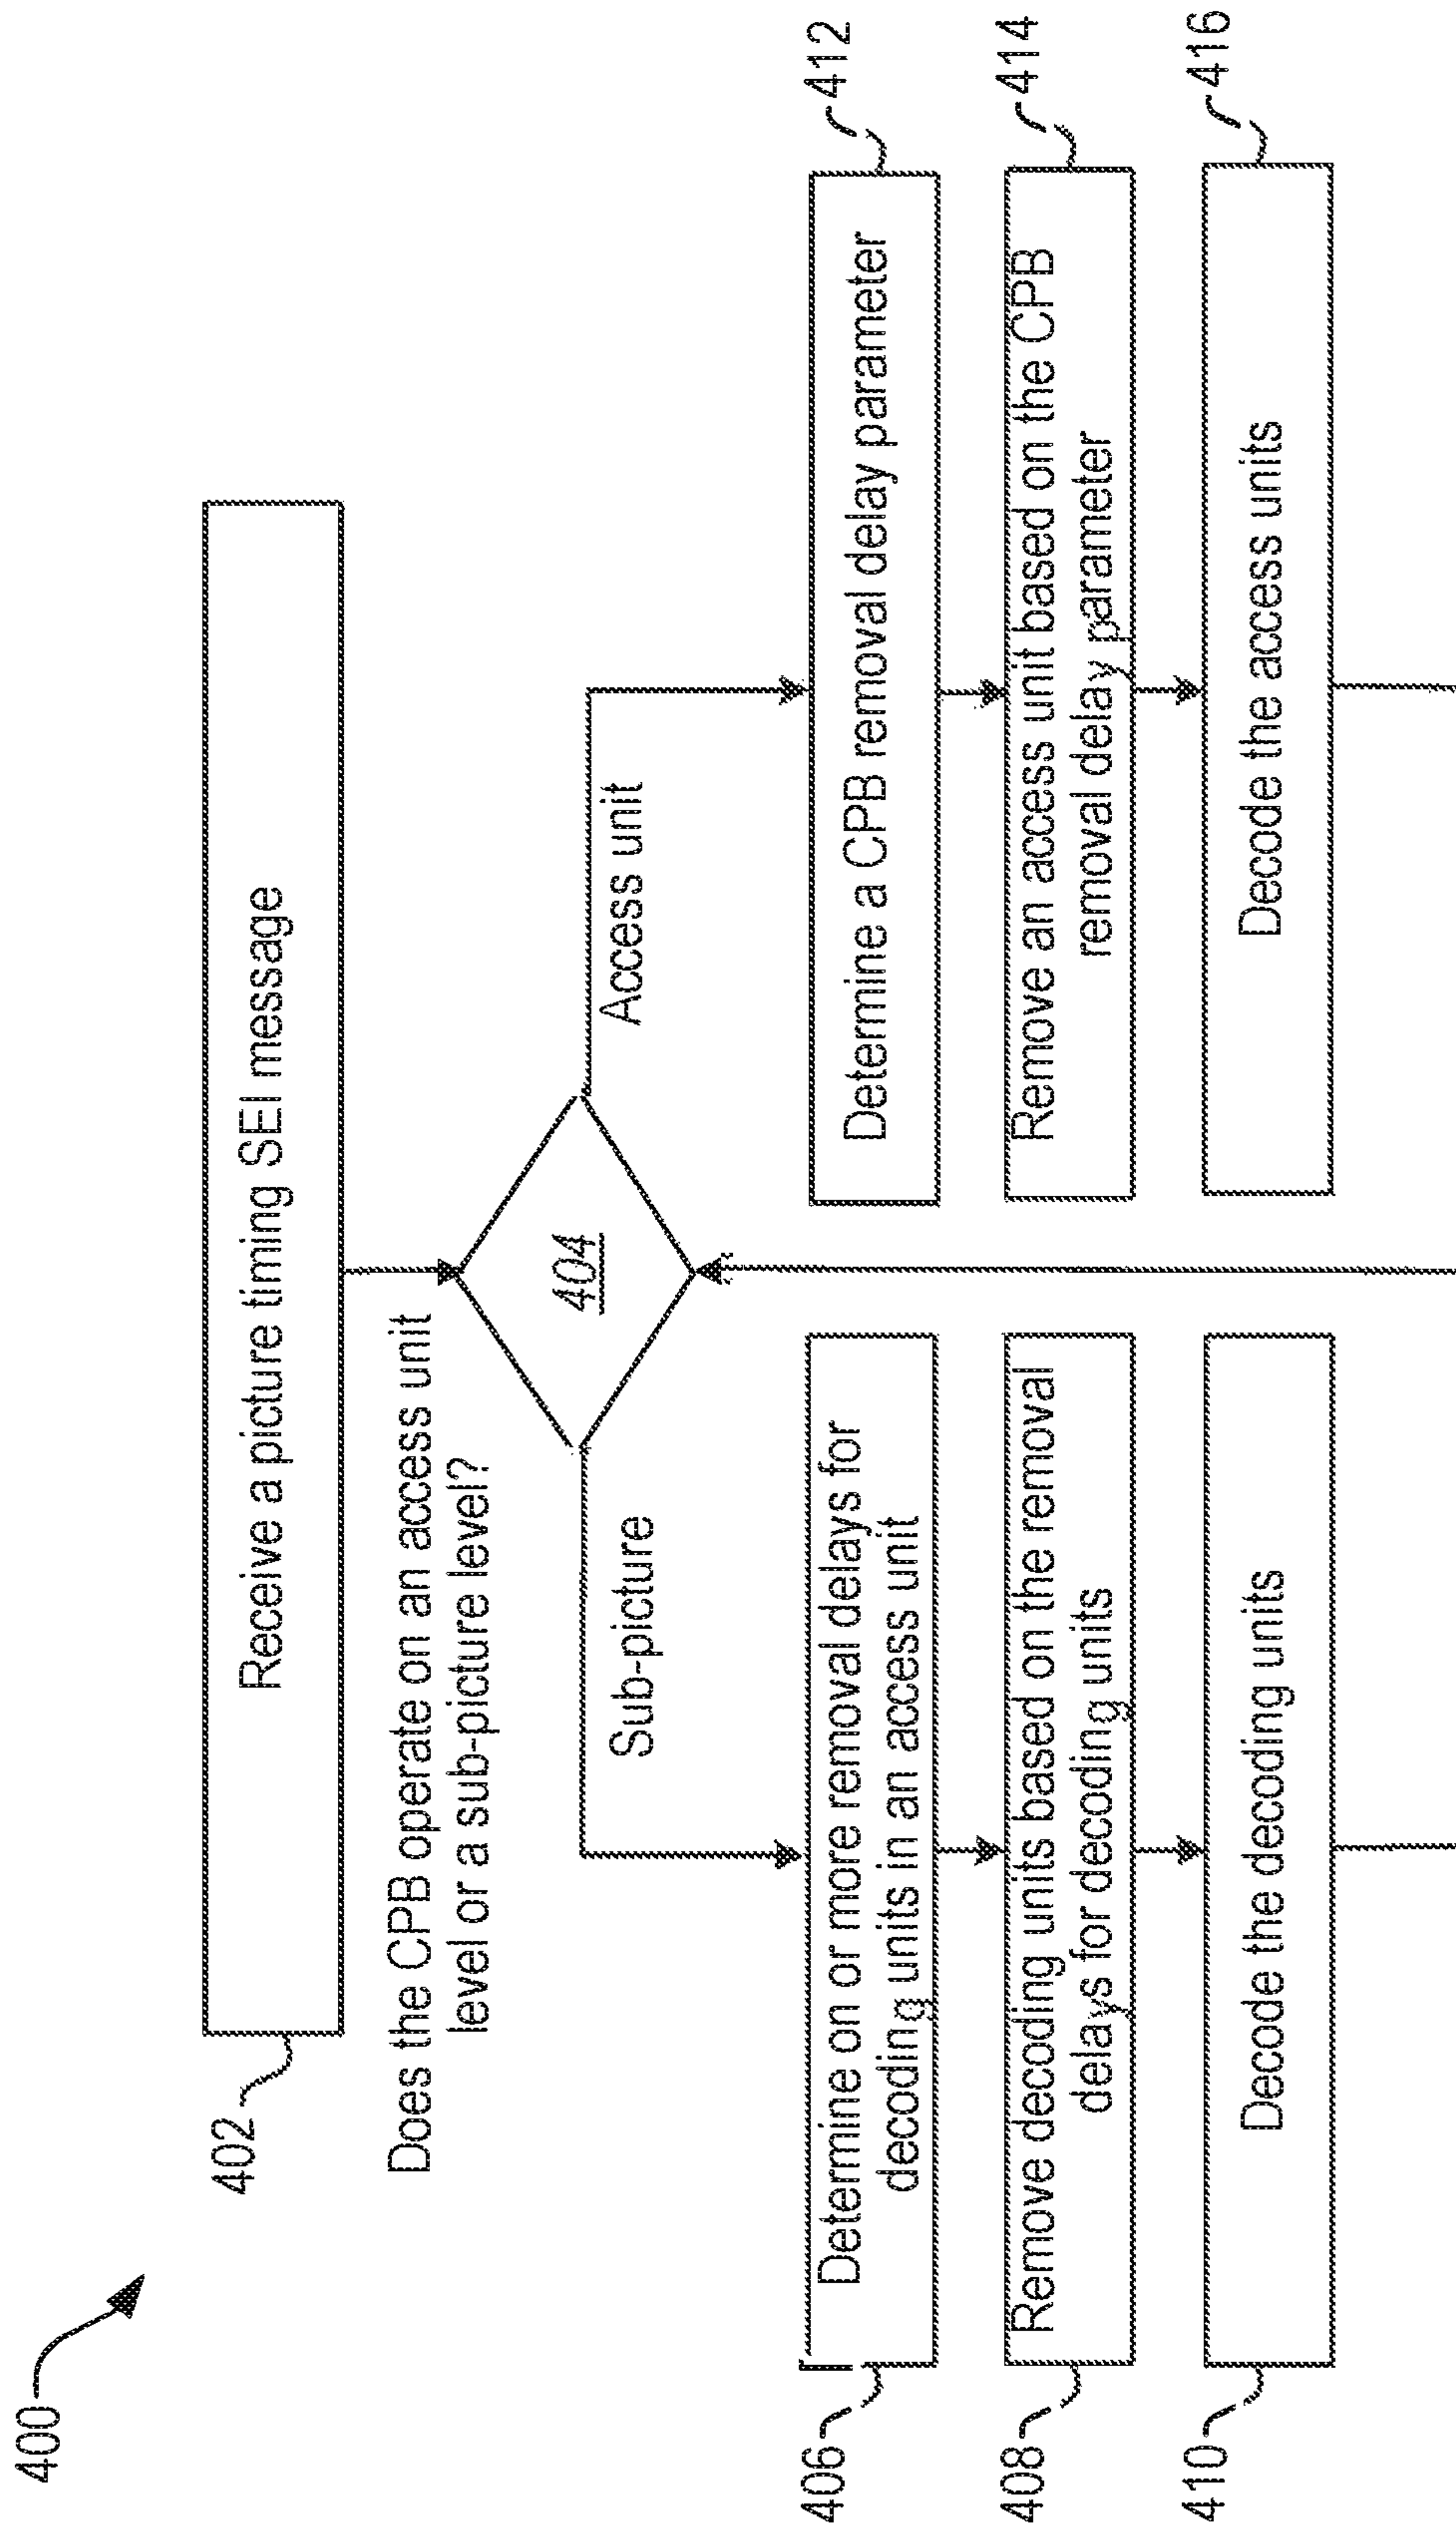 400
402
Receive a picture timing SEI message
Does the CPB operate on an access unit
level or a sub-picture level?
404
Sub-picture
Access unit
406
Determine on or more removal delays for
decoding units in an access unit
408
Remove decoding units based on the removal
delays for decoding units
410
Decode the decoding units
Determine a CPB removal delay parameter
412
Remove an access unit based on the CPB
removal delay parameter
414
Decode the access units
416